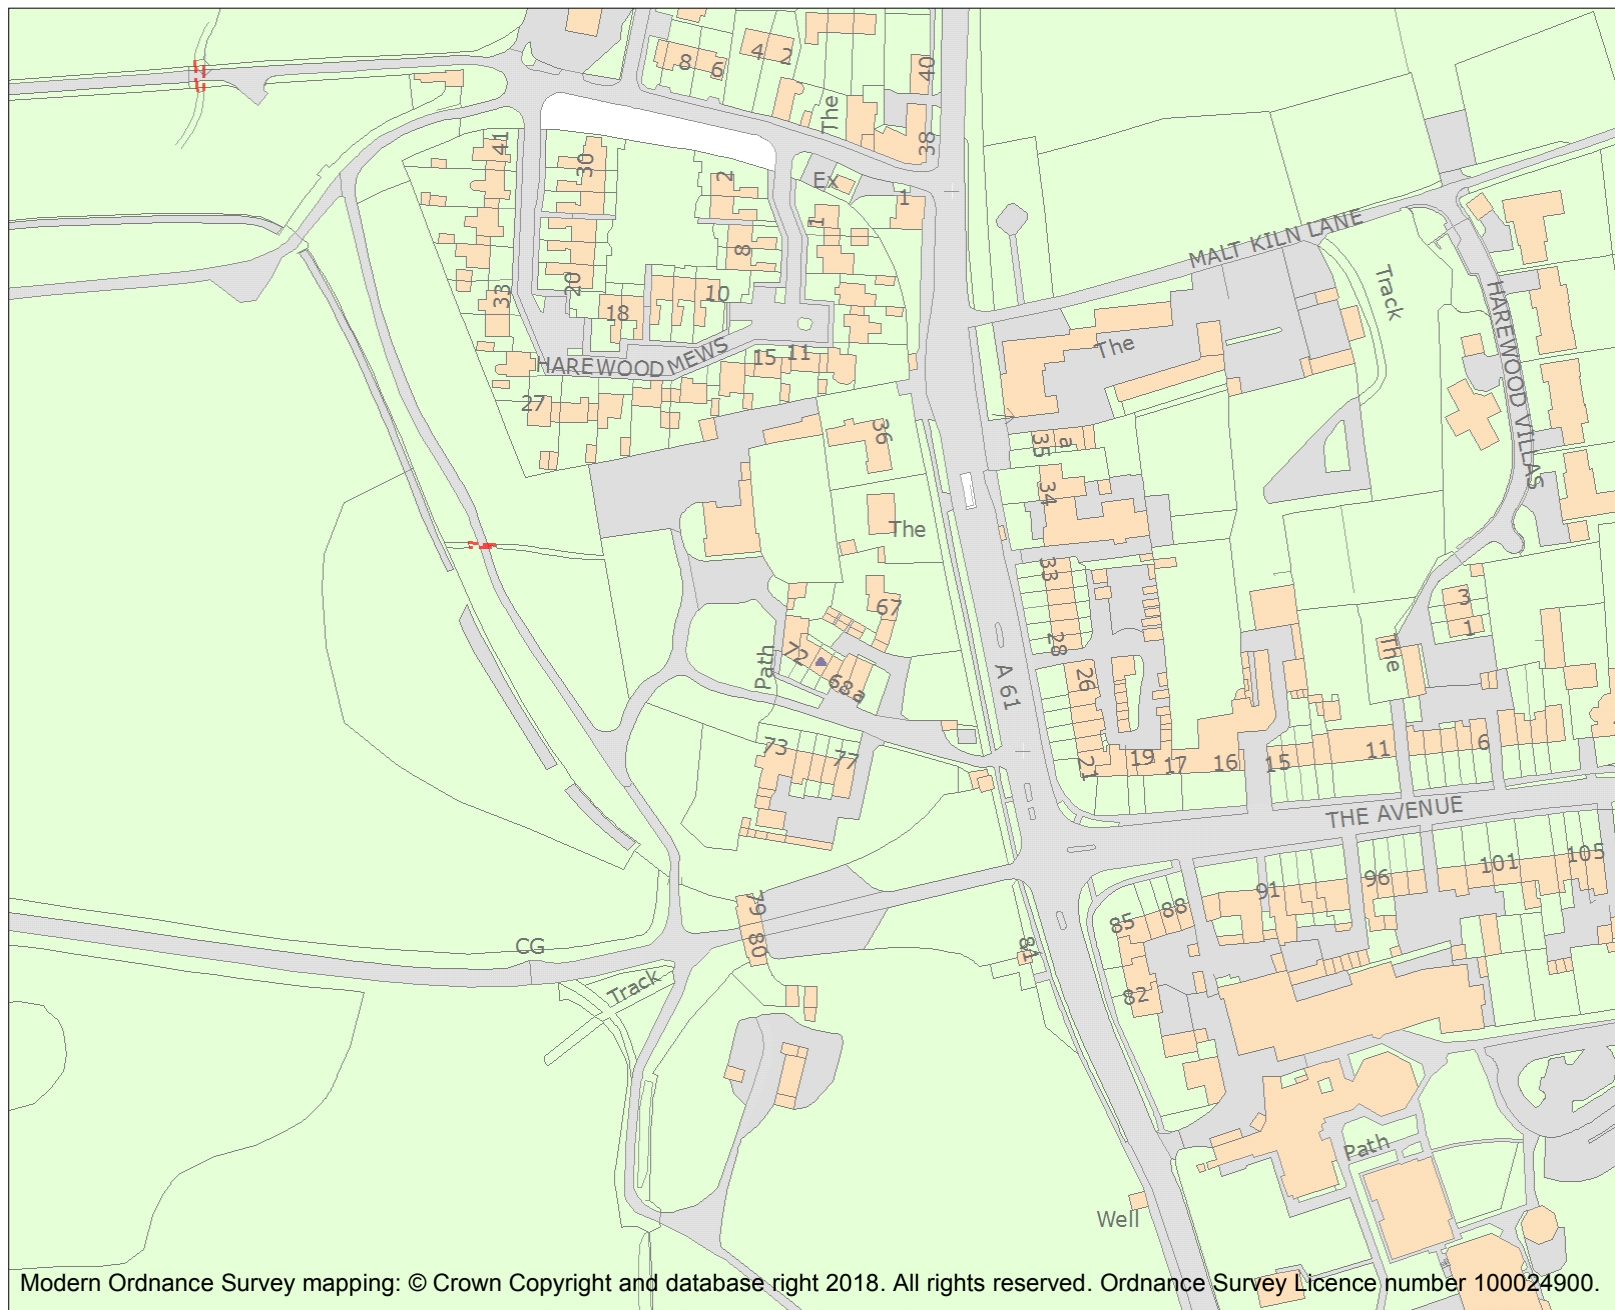 8
6
4
2
40
The
38
41
30
2
Ex
1
1
MALT KILN LANE
8
Track
33
20
10
18
The
HAREWOOD VILLAS
HAREWOOD MEWS
15
11
27
36
35
a
34
The
33
67
3
1
28
72
Path
68a
The
26
A 61
73
77
21
19
17
16
15
11
6
THE AVENUE
105
101
96
91
79
88
85
80
81
CG
Track
82
Path
Well
Modern Ordnance Survey mapping: © Crown Copyright and database right 2018. All rights reserved. Ordnance Survey Licence number 100024900.